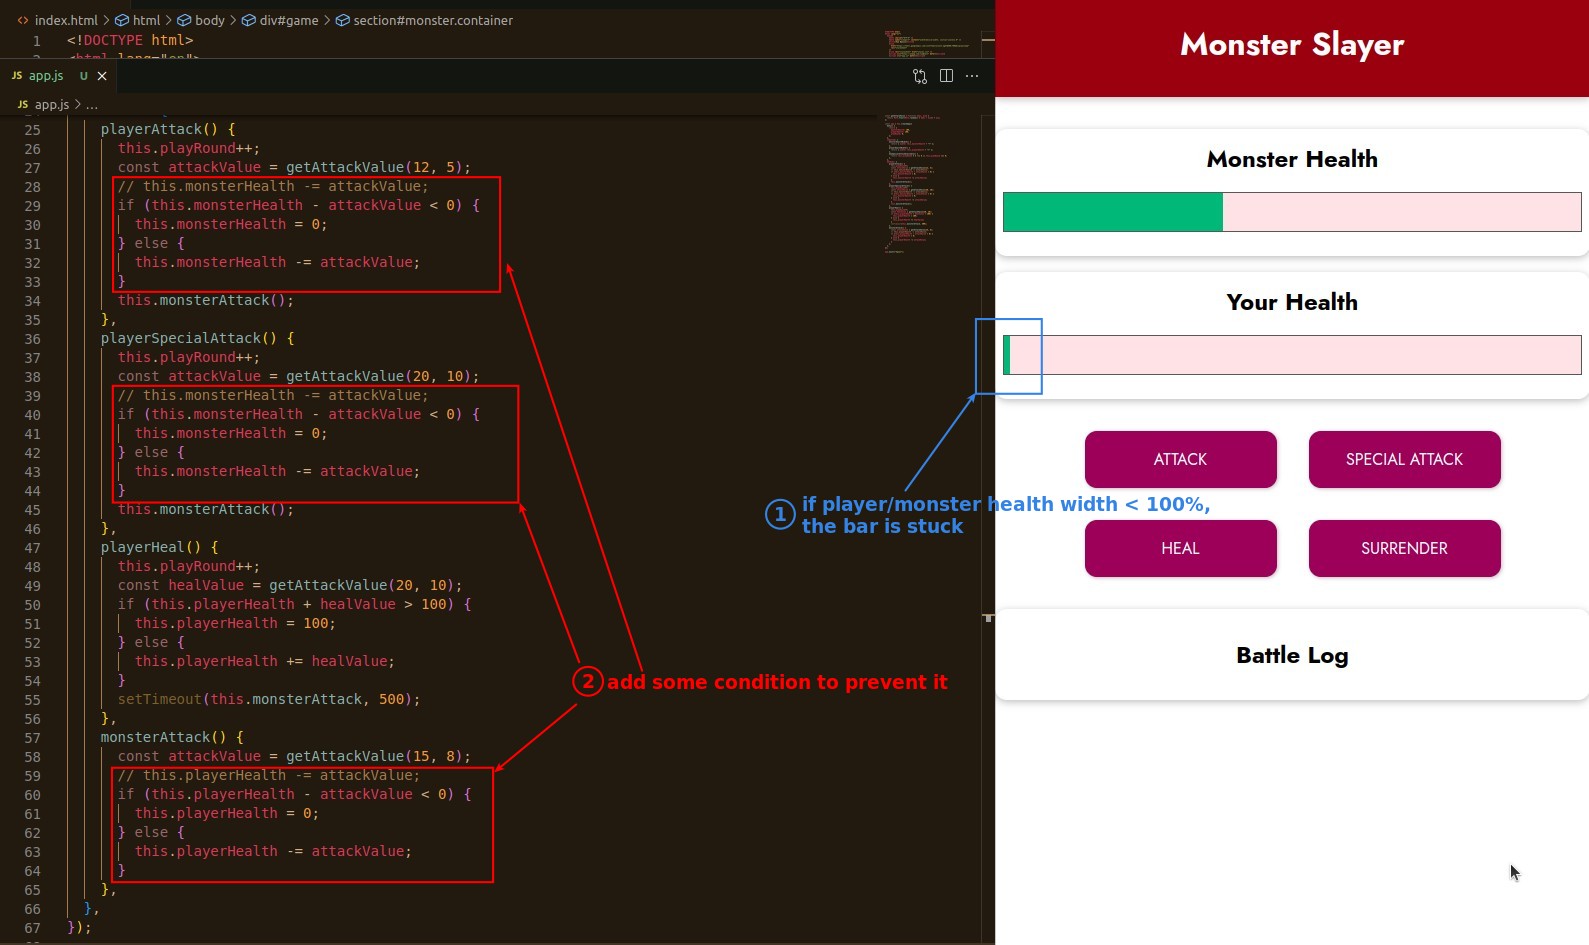 index.html > html > body > div#game > section#monster.container
1 <!DOCTYPE html>
2 <html lang="en">
JS app.js U
JS app.js > ...
25 playerAttack() {
26 this.playRound++;
27 const attackValue = getAttackValue(12, 5);
28 // this.monsterHealth -= attackValue;
29 if (this.monsterHealth - attackValue < 0) {
30 this.monsterHealth = 0;
31 } else {
32 this.monsterHealth -= attackValue;
33 }
34 this.monsterAttack();
35 },
36 playerSpecialAttack() {
37 this.playRound++;
38 const attackValue = getAttackValue(20, 10);
39 // this.monsterHealth -= attackValue;
40 if (this.monsterHealth - attackValue < 0) {
41 this.monsterHealth = 0;
42 } else {
43 this.monsterHealth -= attackValue;
44 }
45 this.monsterAttack();
46 },
47 playerHeal() {
48 this.playRound++;
49 const healValue = getAttackValue(20, 10);
50 if (this.playerHealth + healValue > 100) {
51 this.playerHealth = 100;
52 } else {
53 this.playerHealth += healValue;
54 }
55 setTimeout(this.monsterAttack, 500);
56 },
57 monsterAttack() {
58 const attackValue = getAttackValue(15, 8);
59 // this.playerHealth -= attackValue;
60 if (this.playerHealth - attackValue < 0) {
61 this.playerHealth = 0;
62 } else {
63 this.playerHealth -= attackValue;
64 }
65 },
66 },
67 });
2 add some condition to prevent it
1 if player/monster health width < 100%,
the bar is stuck
Monster Slayer
Monster Health
Your Health
ATTACK
SPECIAL ATTACK
HEAL
SURRENDER
Battle Log